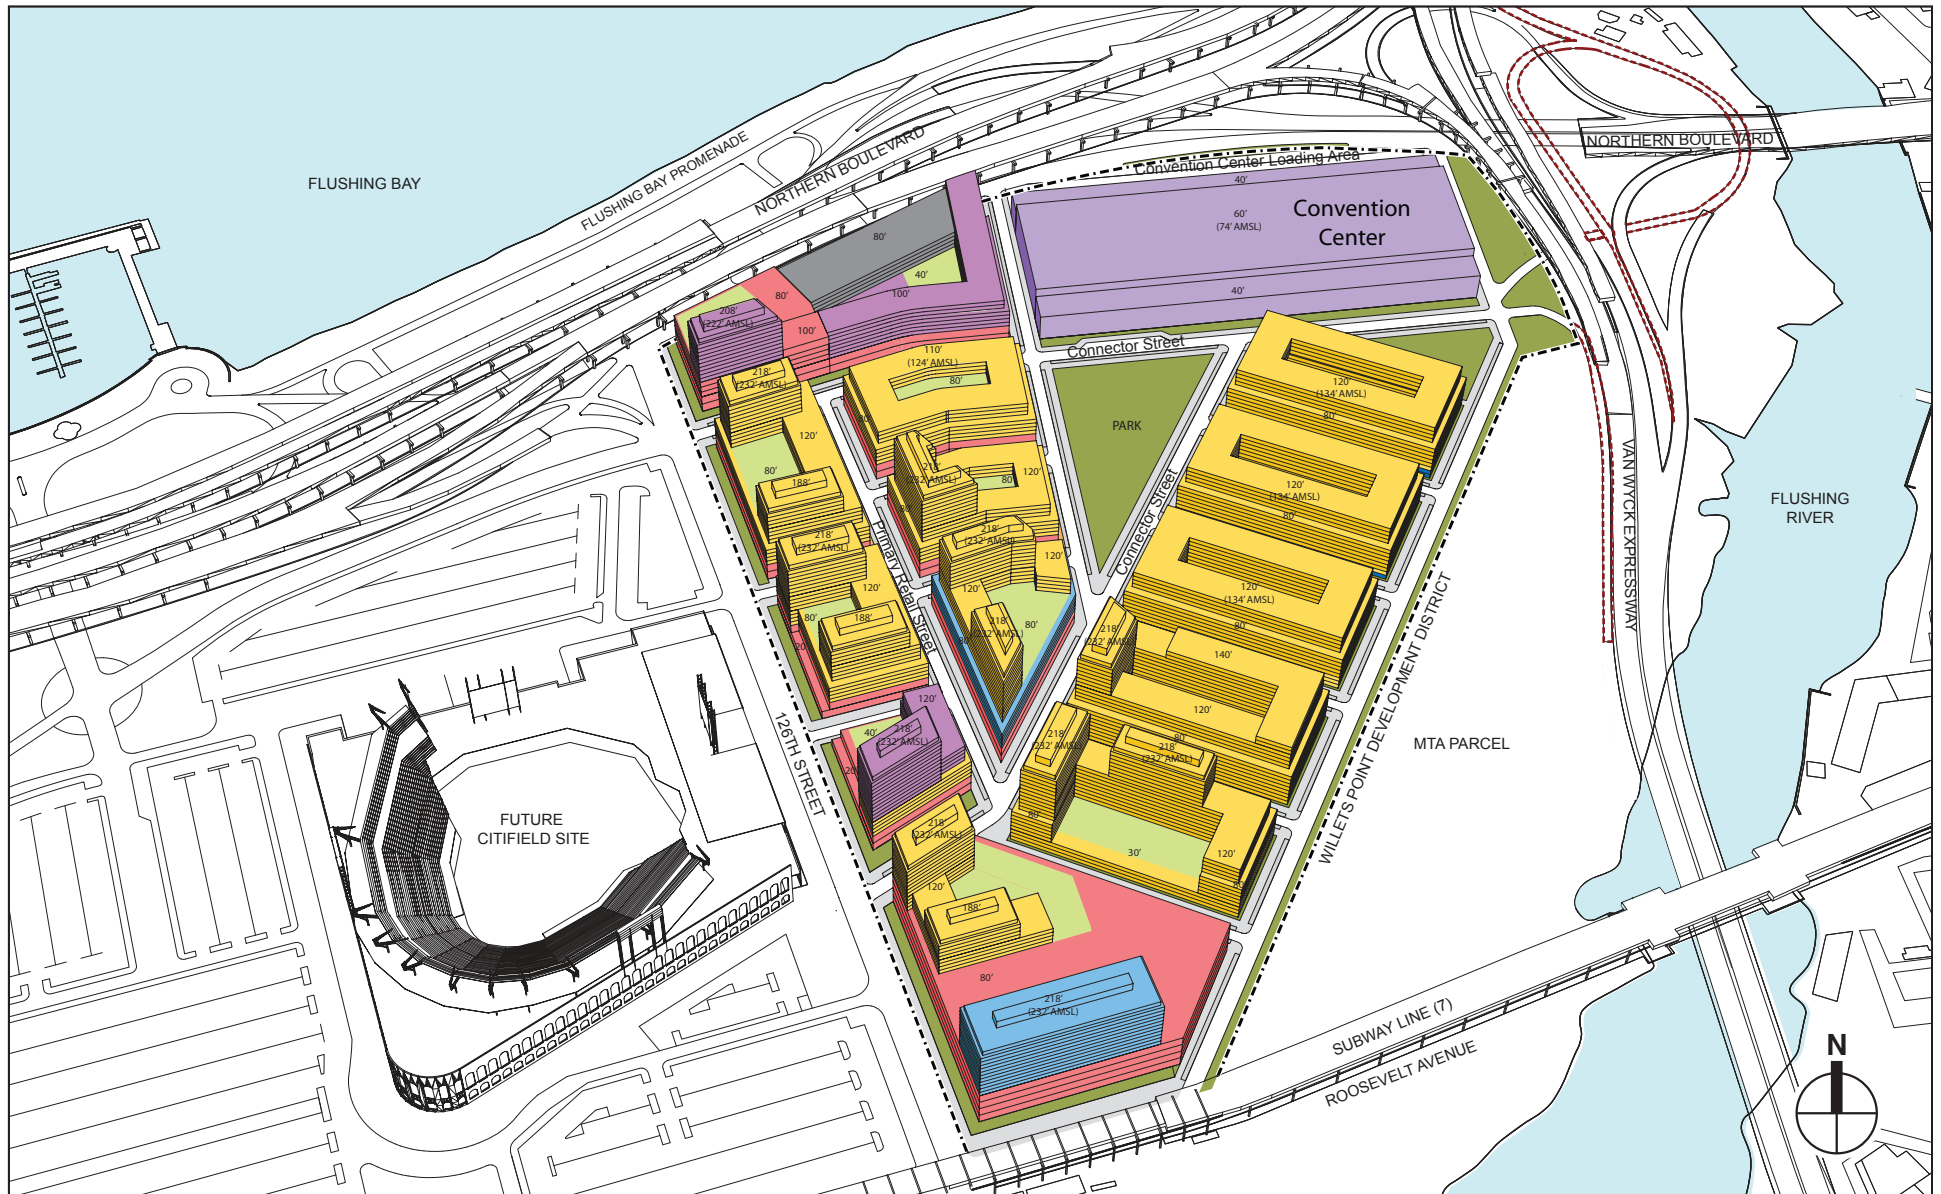 FLUSHING BAY
FLUSHING BAY PROMENADE
NORTHERN BOULEVARD
NORTHERN BOULEVARD
Convention Center Loading Area
40'
60'
(74' AMSL)
Convention
Center
40'
80'
40'
100'
80'
208'
(222' AMSL)
100'
Connector Street
110'
(124' AMSL)
80'
80'
218'
(232' AMSL)
120'
80'
188'
PARK
120'
(134' AMSL)
80'
218'
(232' AMSL)
120'
80'
80'
120'
(134' AMSL)
80'
Connector Street
VAN WYCK EXPRESSWAY
FLUSHING
RIVER
218'
(232' AMSL)
120'
80'
188'
20'
Primary Retail Street
218'
(232' AMSL)
120'
120'
218'
(232' AMSL)
80'
120'
(134' AMSL)
80'
218'
(232' AMSL)
140'
120'
80'
WILLETS POINT DEVELOPMENT DISTRICT
MTA PARCEL
126TH STREET
120'
218'
(232' AMSL)
40'
20'
218'
(232' AMSL)
218'
(232' AMSL)
80'
30'
120'
80'
FUTURE
CITIFIELD SITE
218'
(232' AMSL)
120'
188'
80'
218'
(232' AMSL)
SUBWAY LINE (7)
ROOSEVELT AVENUE
N